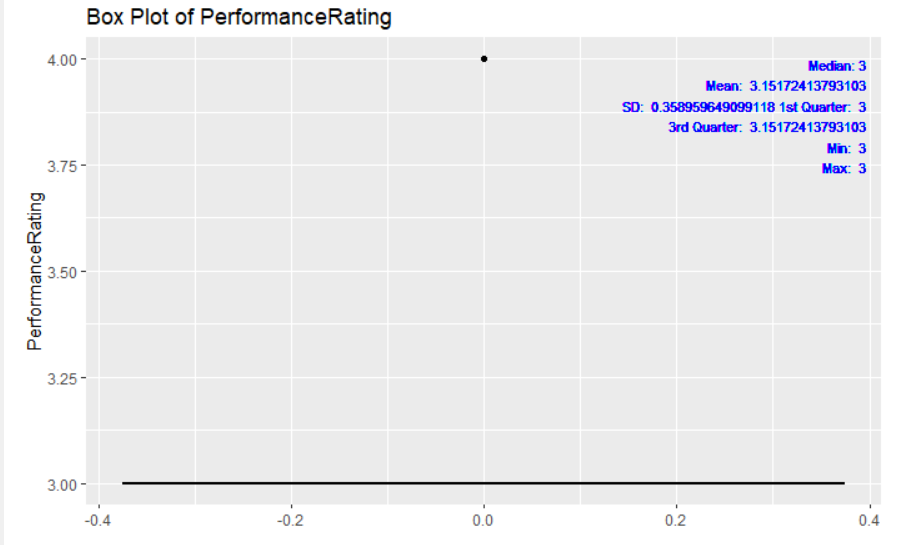 Box Plot of PerformanceRating
4.00
Median: 3
Mean: 3.15172413793103
SD: 0.358959649099118 1st Quarter: 3
3rd Quarter: 3.15172413793103
Min: 3
Max: 3
3.75
PerformanceRating
3.50
3.25
3.00
-0.4 -0.2 0.0 0.2 0.4